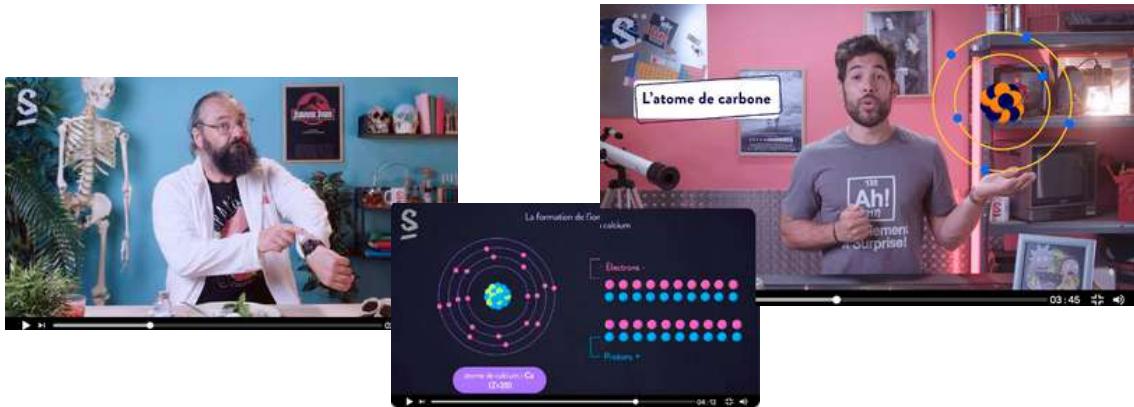 S
JURASSIC PARK
S
L'atome de carbone
Ah!
S
La formation de l'ion
calcium
Électrons -
Protons +
atome de calcium : Ca
(Z=20)
04:12
03:45